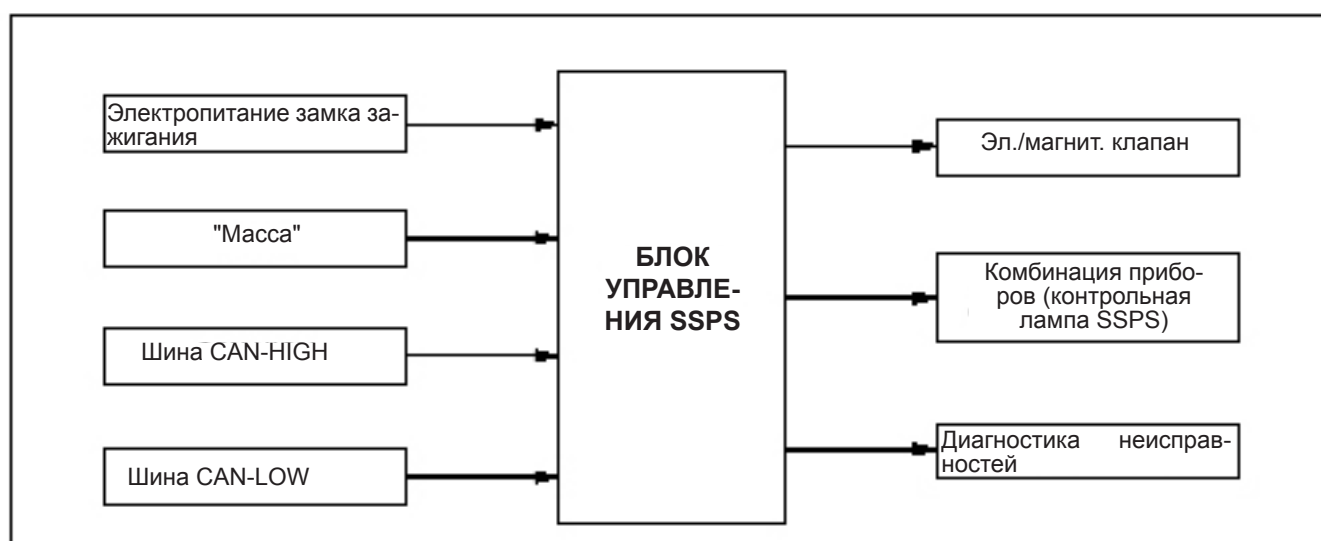 Электропитание замка за-
жигания
"Масса"
Шина CAN-HIGH
Шина CAN-LOW
БЛОК
УПРАВЛЕ-
НИЯ SSPS
Эл./магнит. клапан
Комбинация прибо-
ров (контрольная
лампа SSPS)
Диагностика неисправ-
ностей